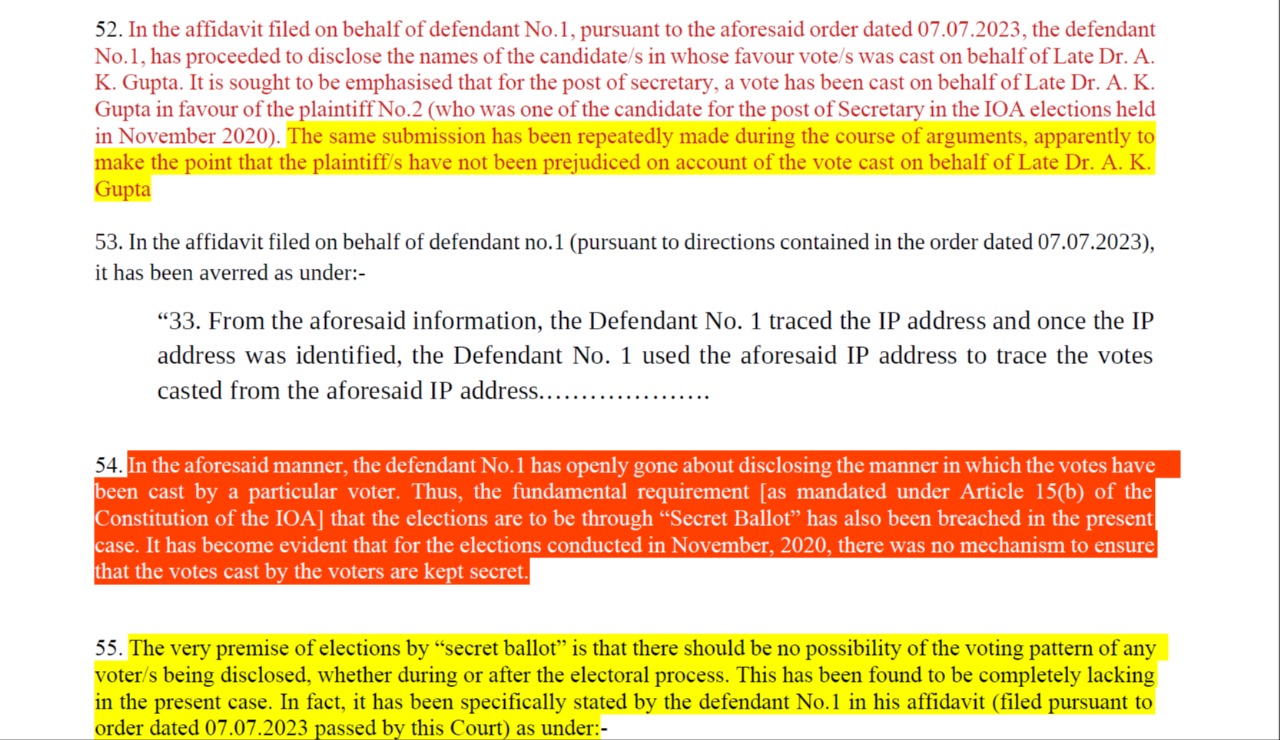 52. In the affidavit filed on behalf of defendant No.1, pursuant to the aforesaid order dated 07.07.2023, the defendant
No.1, has proceeded to disclose the names of the candidate/s in whose favour vote/s was cast on behalf of Late Dr. A.
K. Gupta. It is sought to be emphasised that for the post of secretary, a vote has been cast on behalf of Late Dr. A. K.
Gupta in favour of the plaintiff No.2 (who was one of the candidate for the post of Secretary in the IOA elections held
in November 2020). The same submission has been repeatedly made during the course of arguments, apparently to
make the point that the plaintiff/s have not been prejudiced on account of the vote cast on behalf of Late Dr. A. K.
Gupta
53. In the affidavit filed on behalf of defendant no.1 (pursuant to directions contained in the order dated 07.07.2023),
it has been averred as under:-
“33. From the aforesaid information, the Defendant No. 1 traced the IP address and once the IP
address was identified, the Defendant No. 1 used the aforesaid IP address to trace the votes
casted from the aforesaid IP address………………….
54. In the aforesaid manner, the defendant No.1 has openly gone about disclosing the manner in which the votes have
been cast by a particular voter. Thus, the fundamental requirement [as mandated under Article 15(b) of the
Constitution of the IOA] that the elections are to be through “Secret Ballot” has also been breached in the present
case. It has become evident that for the elections conducted in November, 2020, there was no mechanism to ensure
that the votes cast by the voters are kept secret.
55. The very premise of elections by “secret ballot” is that there should be no possibility of the voting pattern of any
voter/s being disclosed, whether during or after the electoral process. This has been found to be completely lacking
in the present case. In fact, it has been specifically stated by the defendant No.1 in his affidavit (filed pursuant to
order dated 07.07.2023 passed by this Court) as under:-